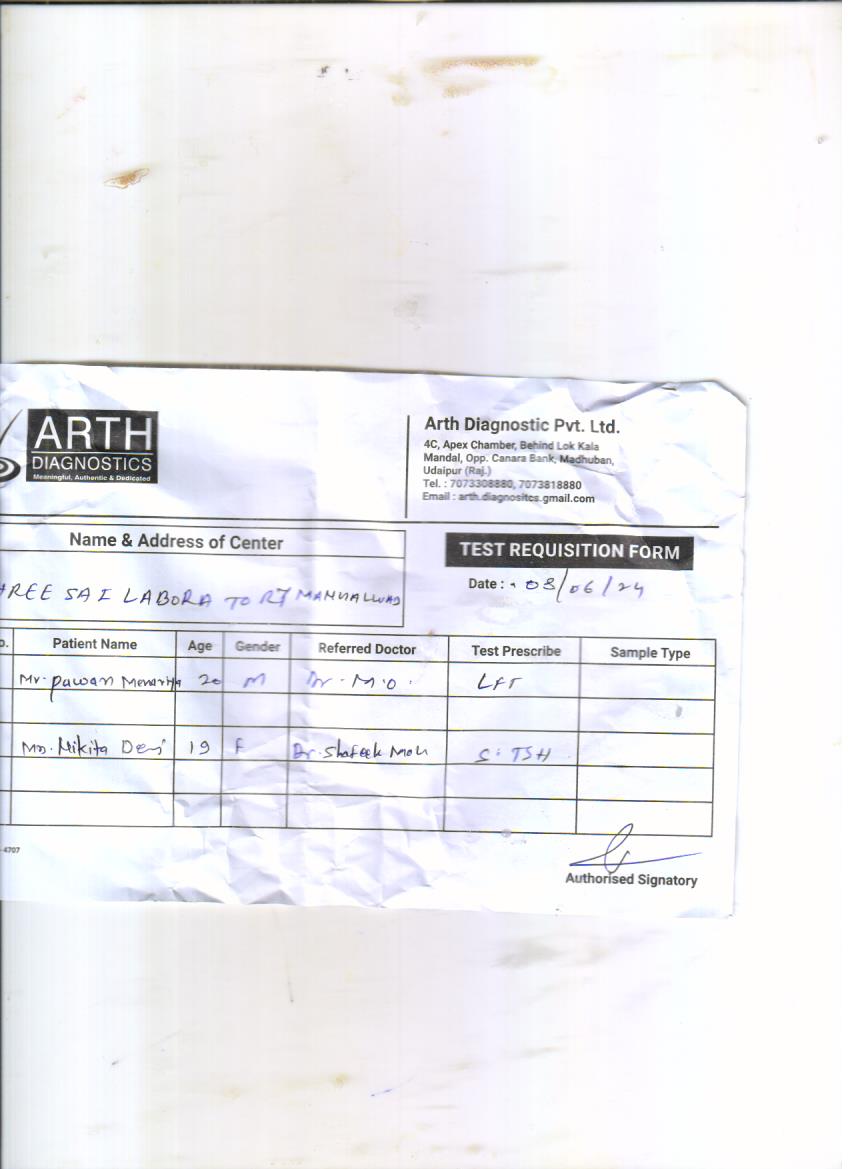 ARTH
DIAGNOSTICS
Meaningful, Authentic & Dedicated
Arth Diagnostic Pvt. Ltd.
4C, Apex Chamber, Behind Lok Kala
Mandal, Opp. Canara Bank, Madhuban,
Udaipur (Raj.)
Tel. : 7073308880, 7073818880
Email : arth.diagnositcs.gmail.com
Name & Address of Center
TEST REQUISITION FORM
HREE SAI LABORATORY
Date : 03/06/24
o. Patient Name Age Gender Referred Doctor Test Prescribe Sample Type
Mr. Pawan Menariya 20 M Dr. M.O. LFT
Nikita Devi 19 F Dr. Shafeek Moh S. TSH
-4707
Authorised Signatory